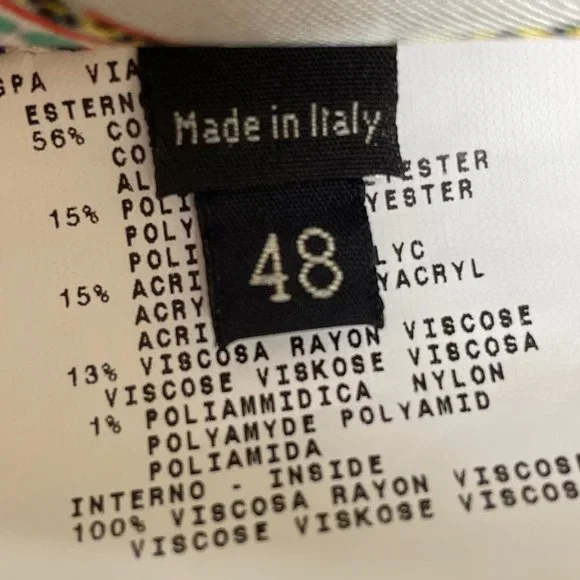 SPA VIA
ESTERN
56% CO
CO
AL
ESTER
15% POLI YESTER
POLY
POLI LYC
15% ACRI YACRYL
ACRY
ACRI
13% VISCOSA RAYON VISCOSE
VISCOSE VISKOSE VISCOSA
1% POLIAMMIDICA NYLON
POLYAMYDE POLYAMID
POLIAMIDA
INTERNO - INSIDE
100% VISCOSA RAYON VISCOS
VISCOSE VISKOSE VISCOS
Made in Italy
48